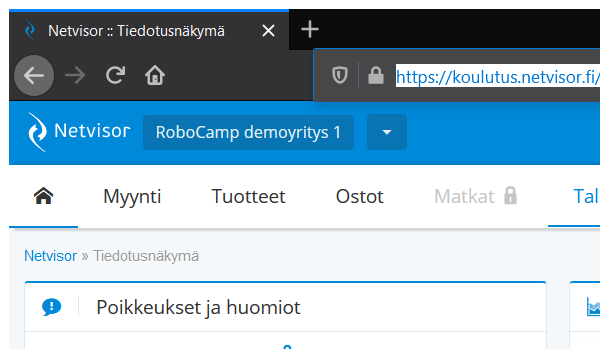 Netvisor :: Tiedotusnäkymä
https://koulutus.netvisor.fi/
Netvisor RoboCamp demoyritys 1
Myynti Tuotteet Ostot Matkat Tal
Netvisor » Tiedotusnäkymä
Poikkeukset ja huomiot